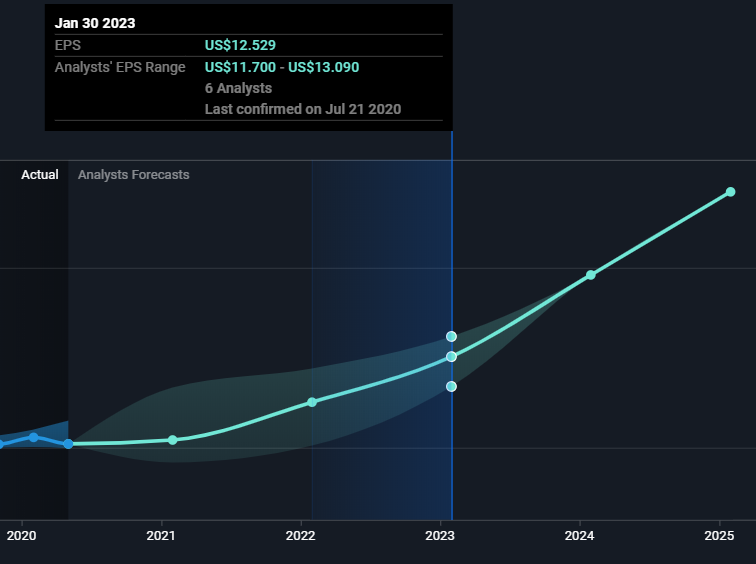 Jan 30 2023
EPS US$12.529
Analysts' EPS Range US$11.700 - US$13.090
6 Analysts
Last confirmed on Jul 21 2020
Actual Analysts Forecasts
2020 2021 2022 2023 2024 2025